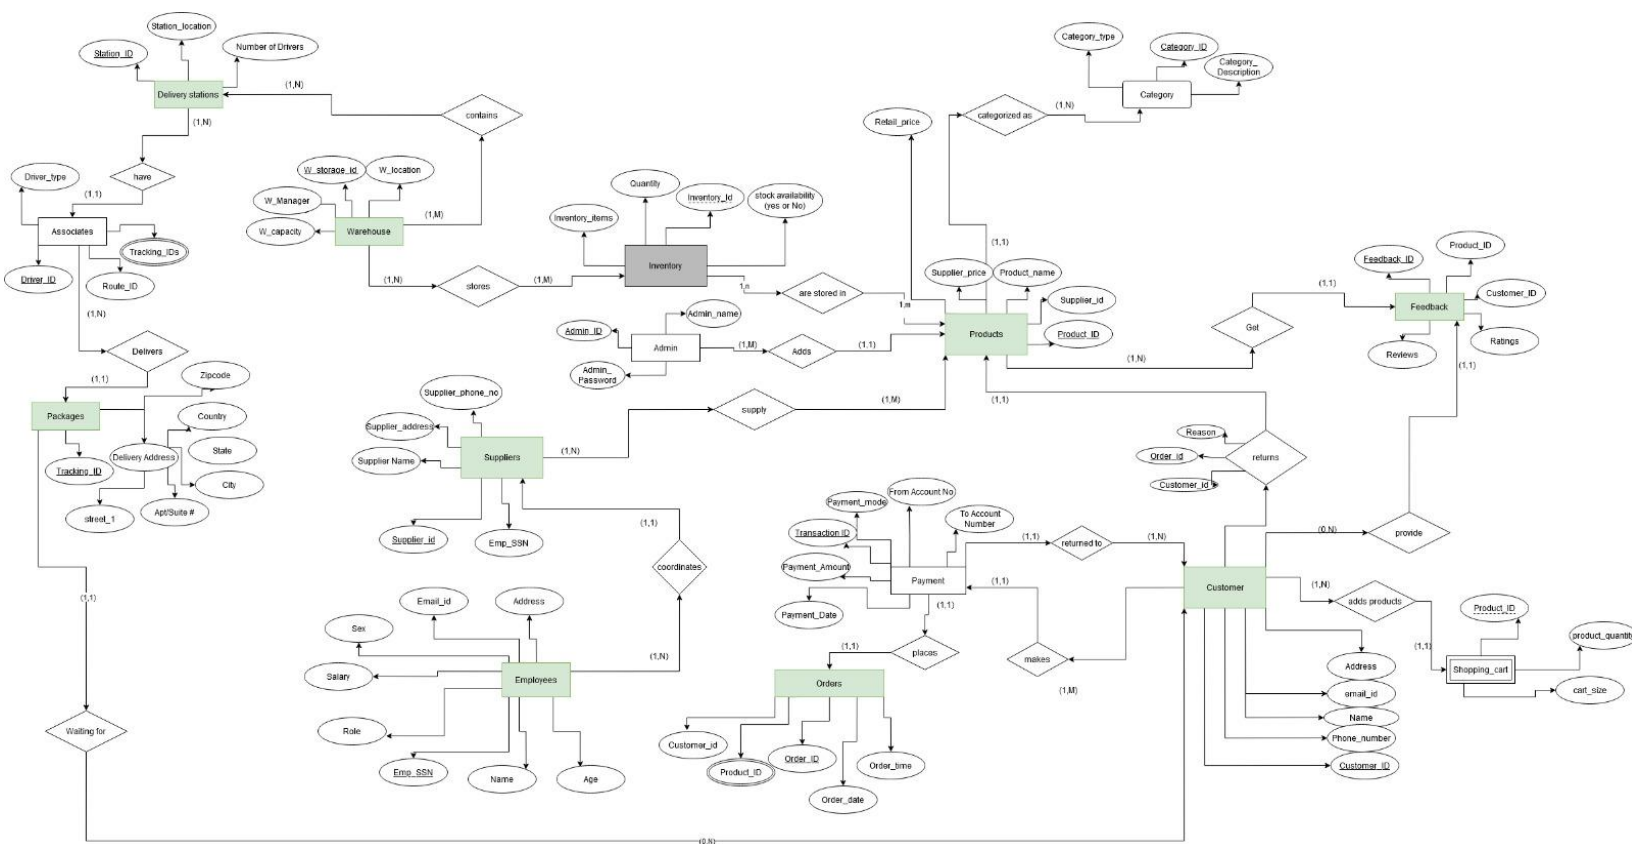 Station_location
Station_ID
Number of Drivers
Delivery stations
(1,N)
contains
(1,N)
have
Driver_type
(1,1)
Associates
Tracking_IDs
Driver_ID
Route_ID
(1,N)
Delivers
(1,1)
Zipcode
Packages
Country
State
Delivery Address
Tracking_ID
City
street_1
Apt/Suite #
(1,1)
Waiting for
(0,N)
W_storage_id
W_location
W_Manager
(1,M)
W_capacity
Warehouse
(1,N)
stores
(1,M)
Quantity
Inventory_Id
stock availability
(yes or No)
Inventory_items
Inventory
1,n
are stored in
1,m
Admin_name
Admin_ID
Admin
(1,M)
Adds
(1,1)
Admin_
Password
Supplier_phone_no
Supplier_address
Supplier Name
Suppliers
(1,N)
supply
(1,M)
Supplier_id
Emp_SSN
(1,1)
coordinates
(1,N)
Email_id
Address
Sex
Salary
Employees
Role
Emp_SSN
Name
Age
Category_type
Category_ID
Category_
Description
Category
(1,N)
categorized as
Retail_price
(1,1)
Supplier_price
Product_name
Supplier_id
Products
Product_ID
(1,N)
Get
(1,1)
Product_ID
Feedback_ID
Customer_ID
Feedback
Reviews
Ratings
(1,1)
(1,1)
Reason
Order_id
returns
Customer_id
(0,N)
provide
From Account No
Payment_mode
To Account
Number
Transaction ID
Payment_Amount
Payment
(1,1)
returned to
(1,N)
Payment_Date
(1,1)
(1,1)
places
makes
(1,M)
(1,1)
Orders
Customer_id
Product_ID
Order_ID
Order_time
Order_date
Customer
(1,N)
adds products
(1,1)
Product_ID
product_quantity
Shopping_cart
cart_size
Address
email_id
Name
Phone_number
Customer_ID